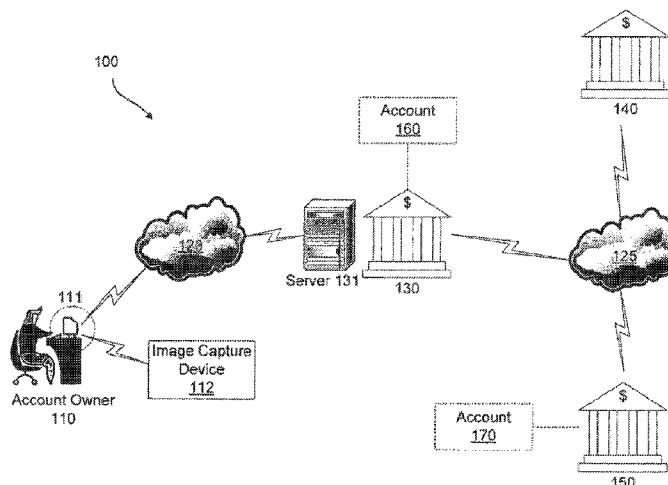 100
$
140
Account
160
$
120
Server 131
130
125
111
Image Capture
Device
112
Account Owner
110
$
Account
170
150